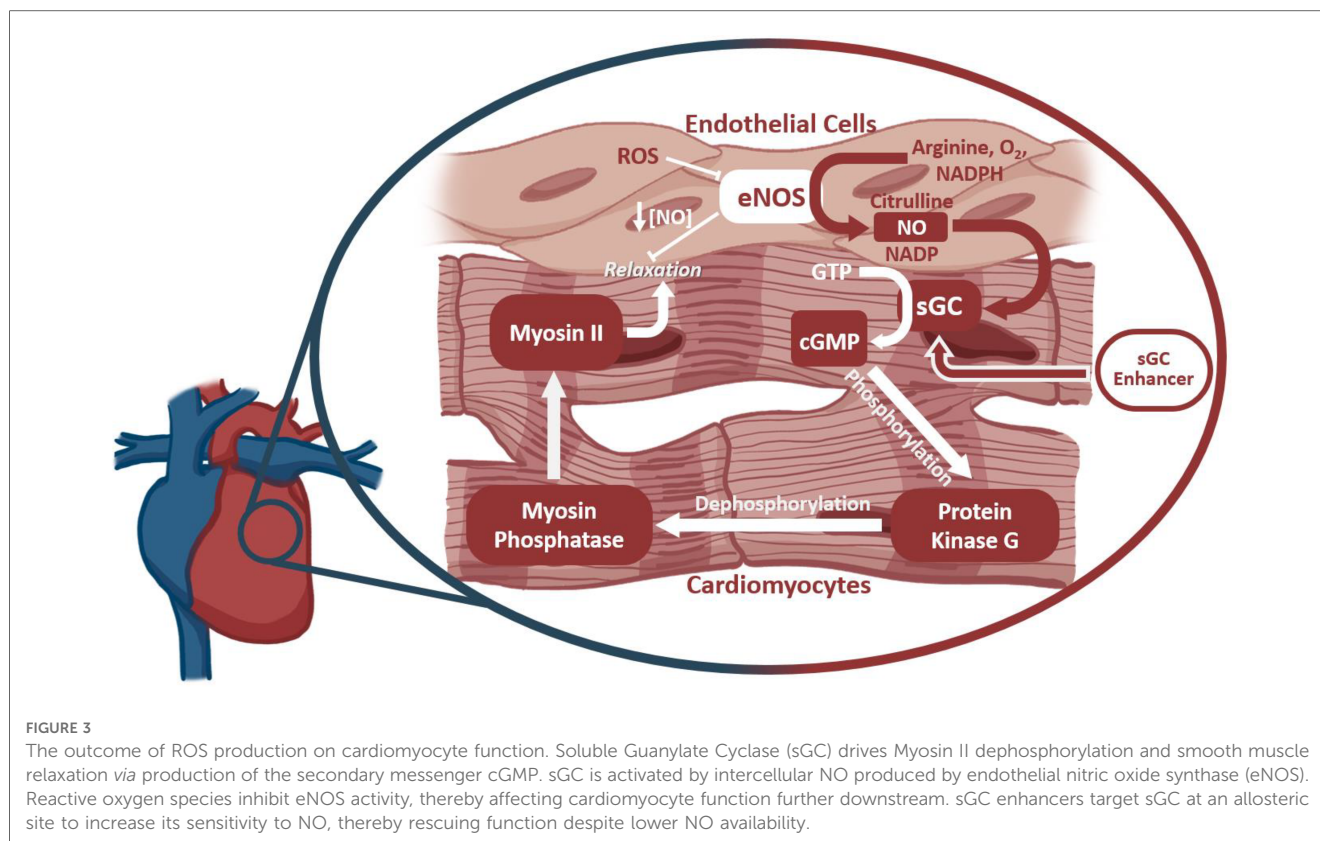 Endothelial Cells
ROS
eNOS
Arginine, O₂,
NADPH
↓[NO]
Citrulline
NO
NADP
Relaxation
GTP
sGC
Myosin II
cGMP
sGC
Enhancer
Phosphorylation
Myosin
Phosphatase
Dephosphorylation
Protein
Kinase G
Cardiomyocytes
FIGURE 3
The outcome of ROS production on cardiomyocyte function. Soluble Guanylate Cyclase (sGC) drives Myosin II dephosphorylation and smooth muscle
relaxation via production of the secondary messenger cGMP. sGC is activated by intercellular NO produced by endothelial nitric oxide synthase (eNOS).
Reactive oxygen species inhibit eNOS activity, thereby affecting cardiomyocyte function further downstream. sGC enhancers target sGC at an allosteric
site to increase its sensitivity to NO, thereby rescuing function despite lower NO availability.